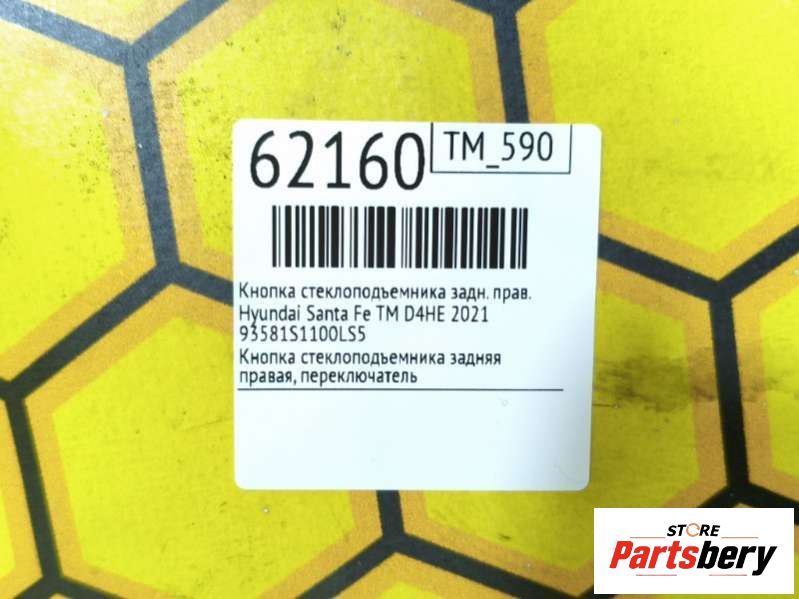 62160
TM_590
Кнопка стеклоподъемника задн. прав.
Hyundai Santa Fe TM D4HE 2021
93581S1100LS5
Кнопка стеклоподъемника задняя
правая, переключатель
STORE
Partsbery